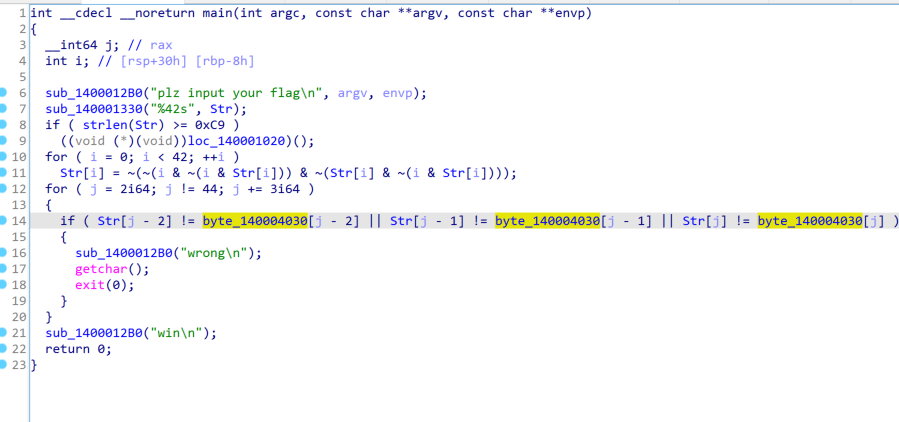 1 int __cdecl __noreturn main(int argc, const char **argv, const char **envp)
2 {
3   __int64 j; // rax
4   int i; // [rsp+30h] [rbp-8h]
5
6   sub_1400012B0("plz input your flag\n", argv, envp);
7   sub_140001330("%42s", Str);
8   if ( strlen(Str) >= 0xC9 )
9     ((void (*)(void))loc_140001020)();
10   for ( i = 0; i < 42; ++i )
11     Str[i] = ~(~(i & ~(i & Str[i])) & ~(Str[i] & ~(i & Str[i])));
12   for ( j = 2i64; j != 44; j += 3i64 )
13   {
14     if ( Str[j - 2] != byte_140004030[j - 2] || Str[j - 1] != byte_140004030[j - 1] || Str[j] != byte_140004030[j] )
15     {
16       sub_1400012B0("wrong\n");
17       getchar();
18       exit(0);
19     }
20   }
21   sub_1400012B0("win\n");
22   return 0;
23 }